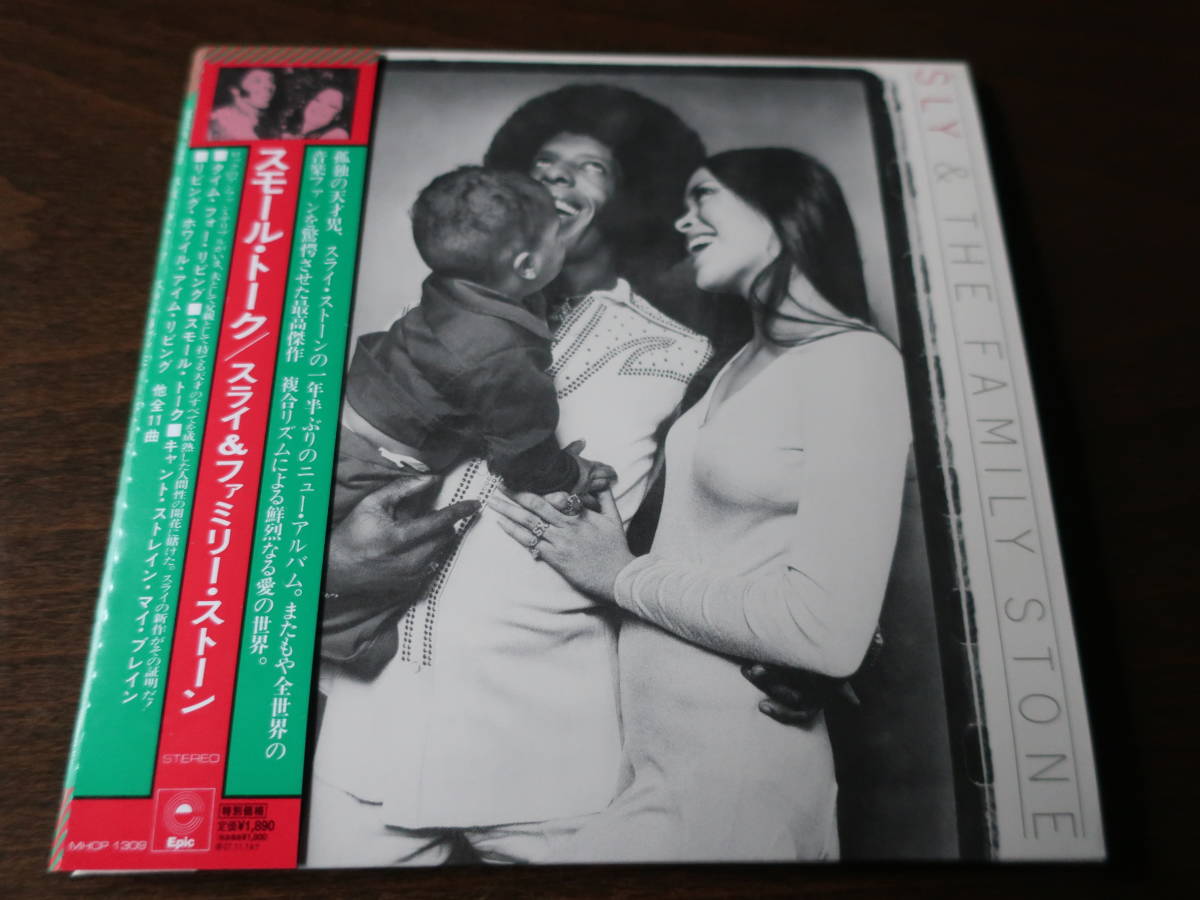 スモール・トーク/スライ&ファミリー・ストーン
孤独の天才児、スライ・ストーンの一年半ぶりのニュー・アルバム。またもや全世界の
音楽ファンを驚愕させた最高傑作 複合リズムによる鮮烈なる愛の世界。
■タイム・フォー・リビング■スモール・トーク■キャント・ストレイン・マイ・ブレイン
■リビング・ホワイル・アイム・リビング 他全11曲
STEREO
Epic
MHCP 1309
特別価格
定価¥1,890
SLY & THE FAMILY STONE